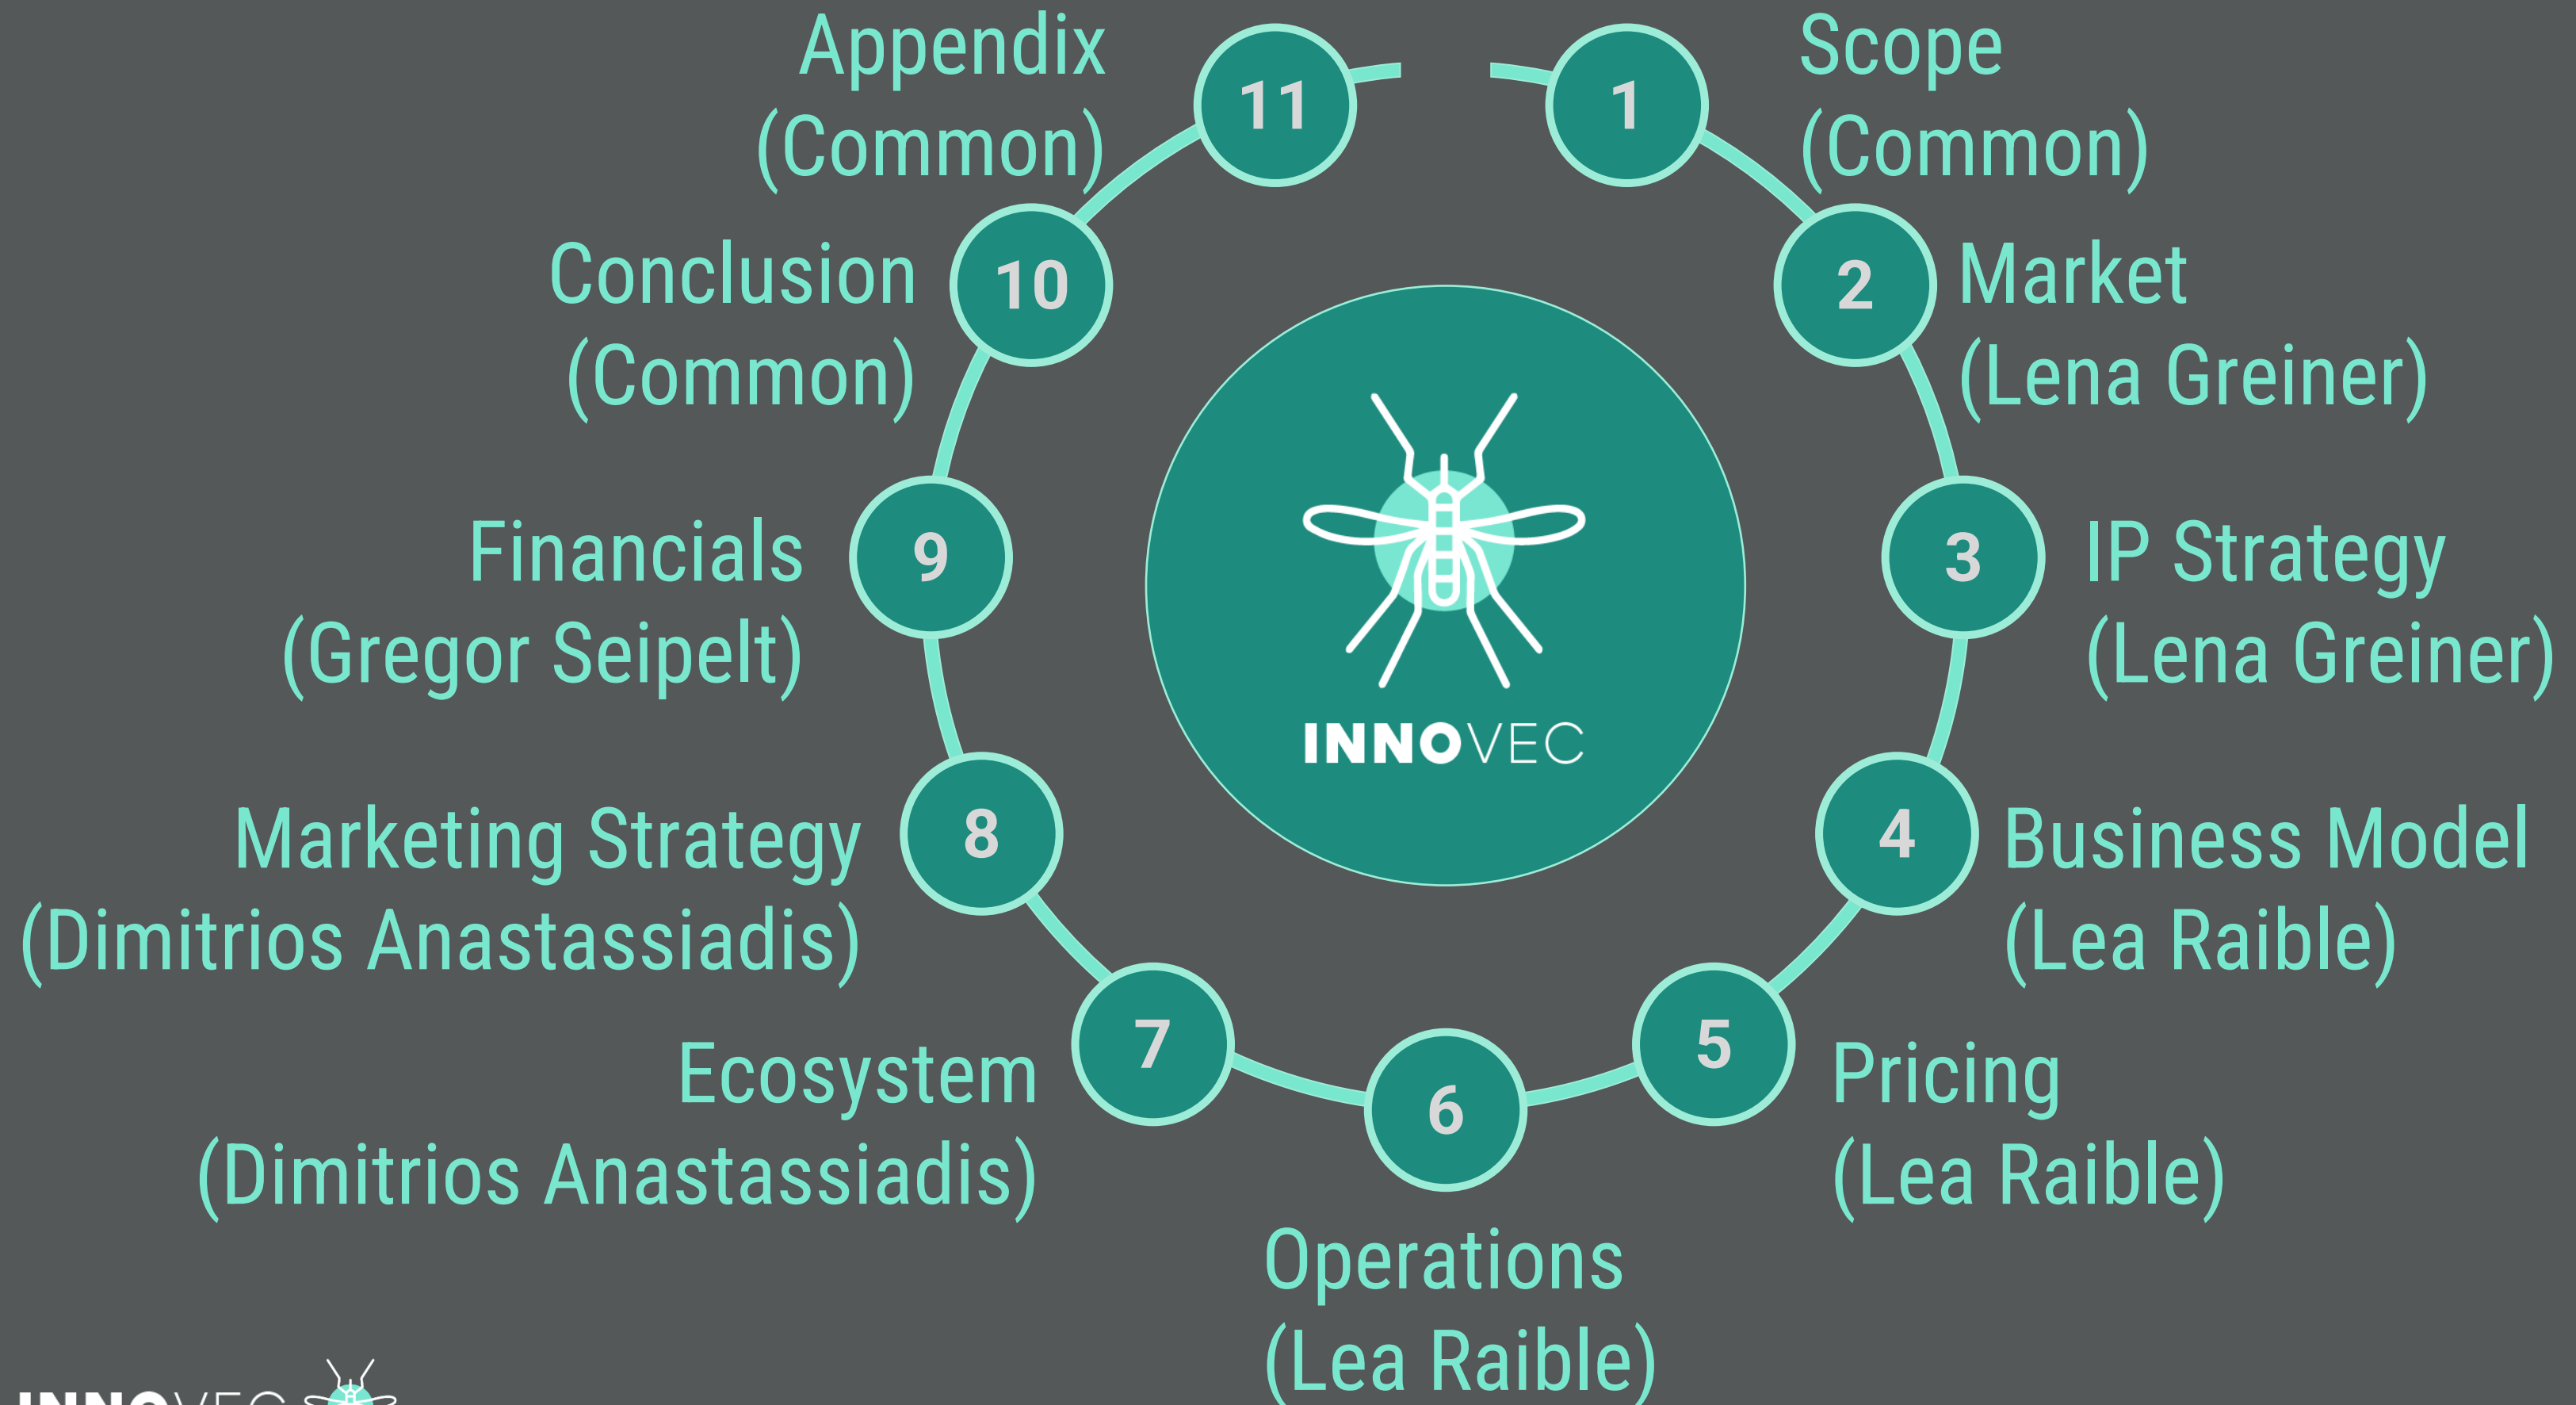 1
Scope
(Common)
2
Market
(Lena Greiner)
3
IP Strategy
(Lena Greiner)
4
Business Model
(Lea Raible)
5
Pricing
(Lea Raible)
6
Operations
(Lea Raible)
7
Ecosystem
(Dimitrios Anastassiadis)
8
Marketing Strategy
(Dimitrios Anastassiadis)
9
Financials
(Gregor Seipelt)
10
Conclusion
(Common)
11
Appendix
(Common)
INNOVEC
INNOVEC